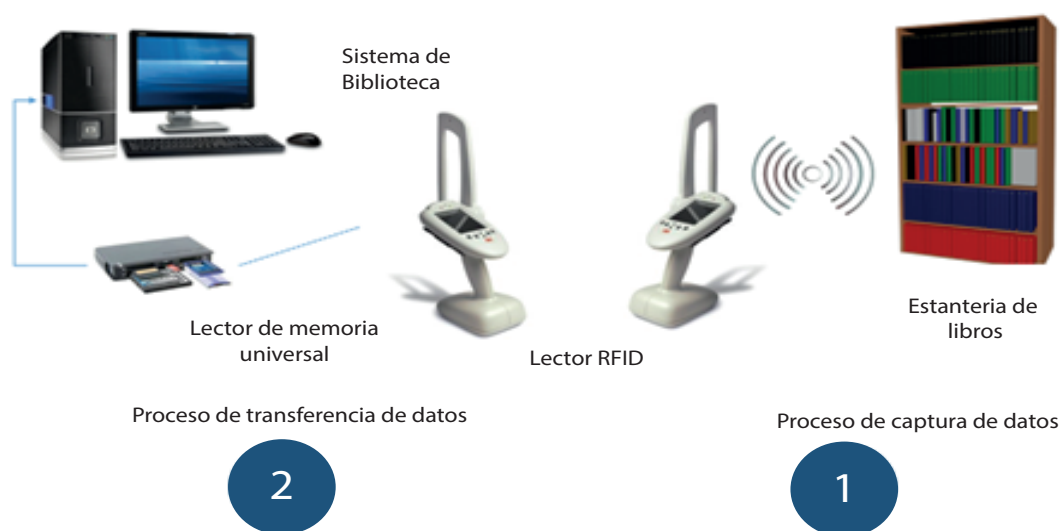 Sistema de
Biblioteca
Lector de memoria
universal
Lector RFID
Estanteria de
libros
Proceso de transferencia de datos
Proceso de captura de datos
2
1